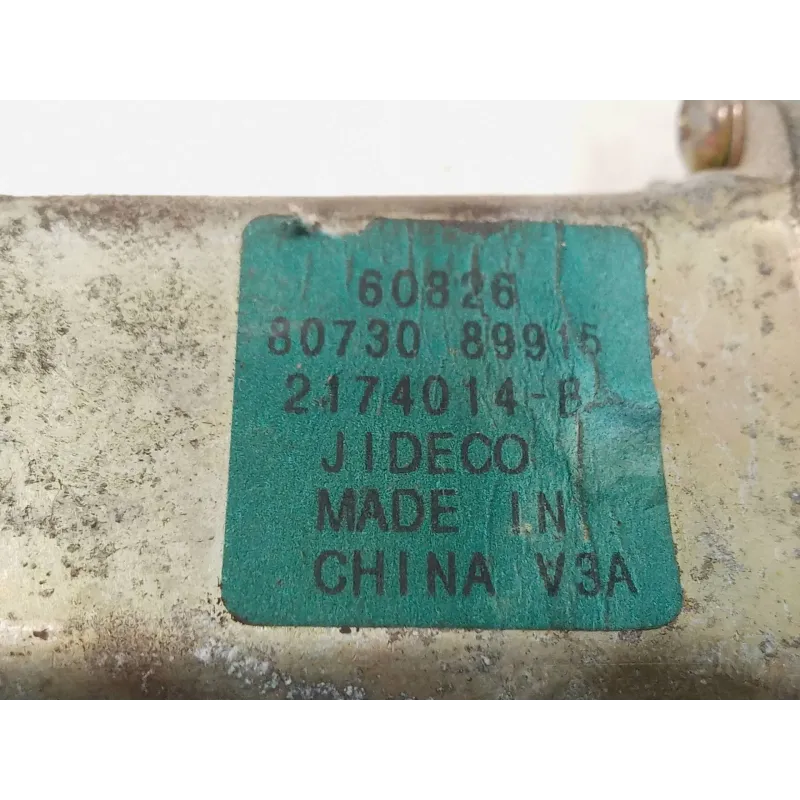 60826
80730 89915
2174014-B
JIDECO
MADE IN
CHINA V3A